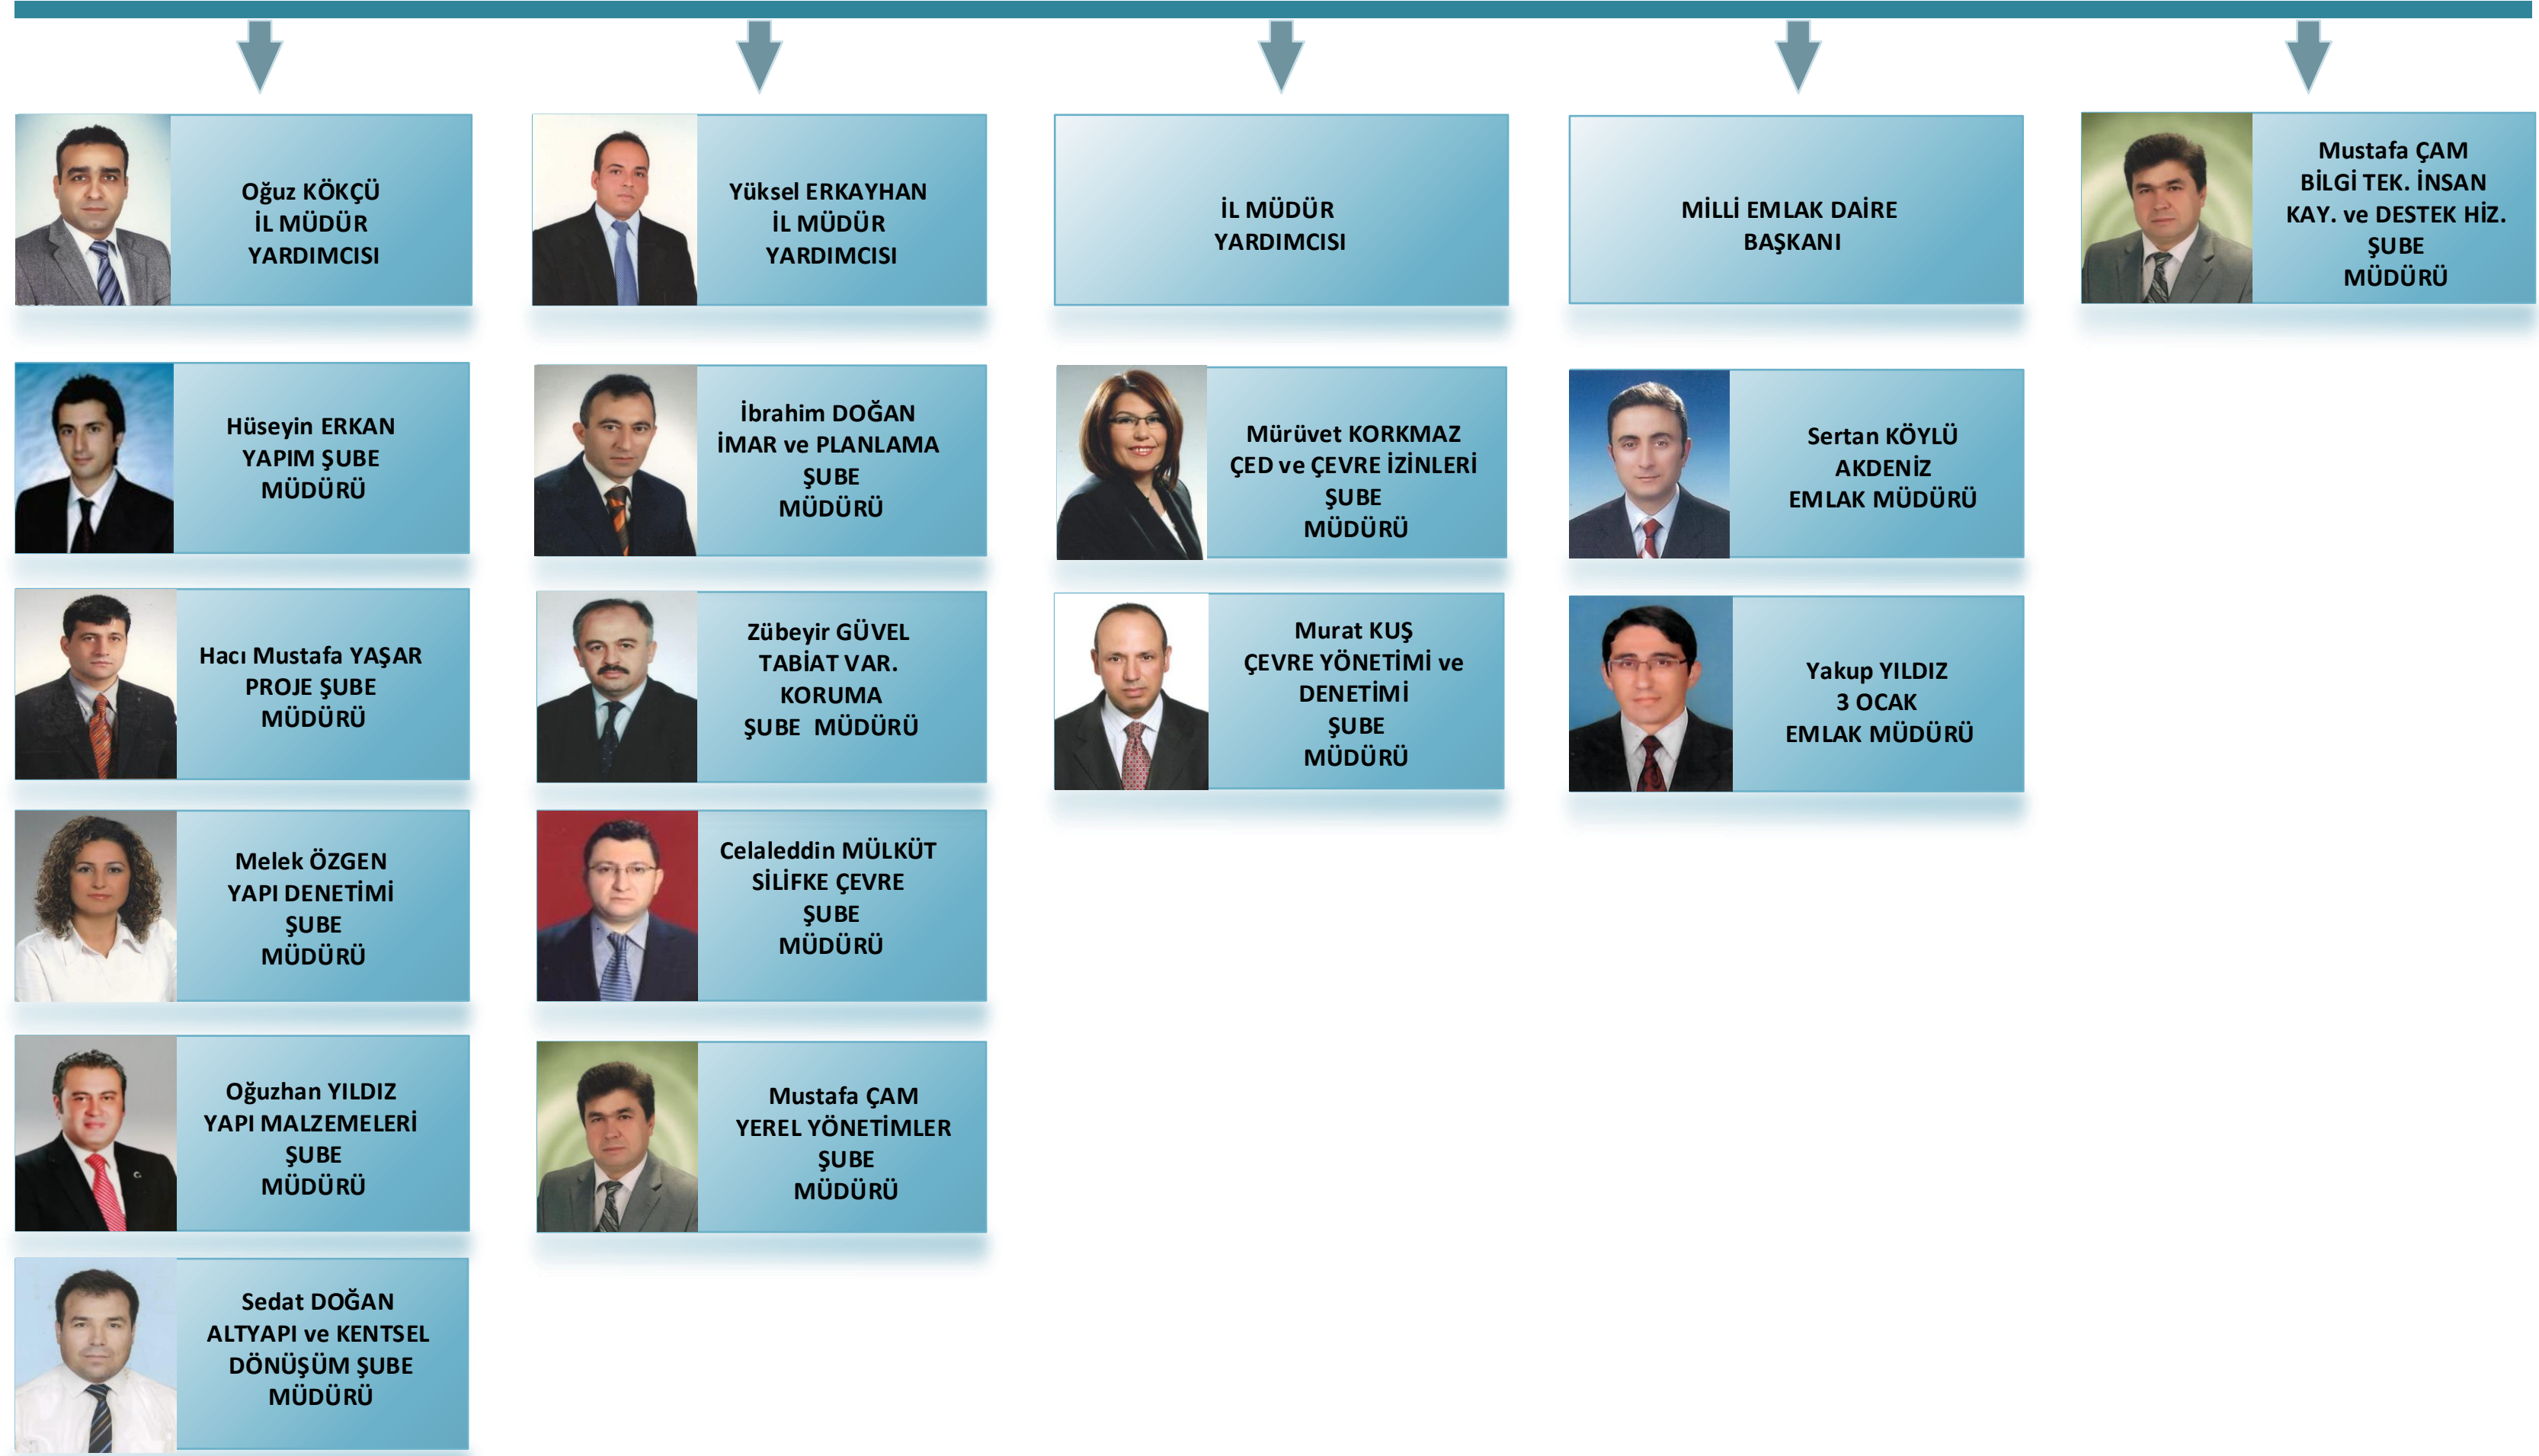 Oğuz KÖKÇÜ
İL MÜDÜR
YARDIMCISI
Hüseyin ERKAN
YAPIM ŞUBE
MÜDÜRÜ
Hacı Mustafa YAŞAR
PROJE ŞUBE
MÜDÜRÜ
Melek ÖZGEN
YAPI DENETİMİ
ŞUBE
MÜDÜRÜ
Oğuzhan YILDIZ
YAPI MALZEMELERİ
ŞUBE
MÜDÜRÜ
Sedat DOĞAN
ALTYAPI ve KENTSEL
DÖNÜŞÜM ŞUBE
MÜDÜRÜ
Yüksel ERKAYHAN
İL MÜDÜR
YARDIMCISI
İbrahim DOĞAN
İMAR ve PLANLAMA
ŞUBE
MÜDÜRÜ
Zübeyir GÜVEL
TABİAT VAR.
KORUMA
ŞUBE  MÜDÜRÜ
Celaleddin MÜLKÜT
SİLİFKE ÇEVRE
ŞUBE
MÜDÜRÜ
Mustafa ÇAM
YEREL YÖNETİMLER
ŞUBE
MÜDÜRÜ
İL MÜDÜR
YARDIMCISI
Mürüvet KORKMAZ
ÇED ve ÇEVRE İZİNLERİ
ŞUBE
MÜDÜRÜ
Murat KUŞ
ÇEVRE YÖNETİMİ ve
DENETİMİ
ŞUBE
MÜDÜRÜ
MİLLİ EMLAK DAİRE
BAŞKANI
Sertan KÖYLÜ
AKDENİZ
EMLAK MÜDÜRÜ
Yakup YILDIZ
3 OCAK
EMLAK MÜDÜRÜ
Mustafa ÇAM
BİLGİ TEK. İNSAN
KAY. ve DESTEK HİZ.
ŞUBE
MÜDÜRÜ